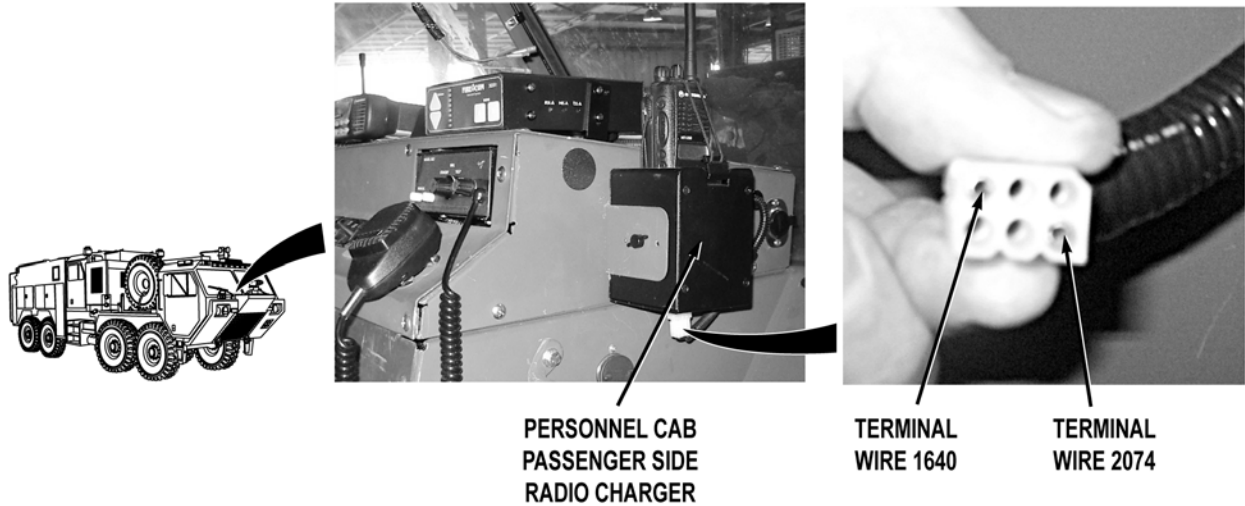 PERSONNEL CAB
PASSENGER SIDE
RADIO CHARGER
TERMINAL
WIRE 1640
TERMINAL
WIRE 2074